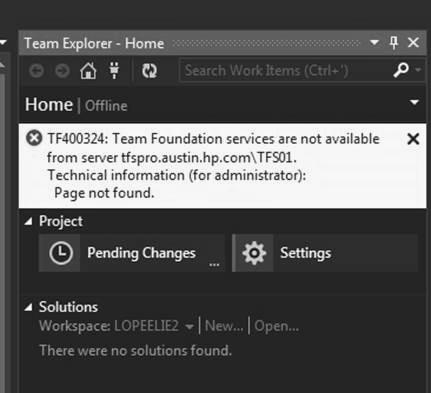 Team Explorer - Home
Search Work Items (Ctrl+')
Home | Offline
TF400324: Team Foundation services are not available
from server tfspro.austin.hp.com\TFS01.
Technical information (for administrator):
Page not found.
Project
Pending Changes ...
Settings
Solutions
Workspace: LOPEELIE2 | New... | Open...
There were no solutions found.